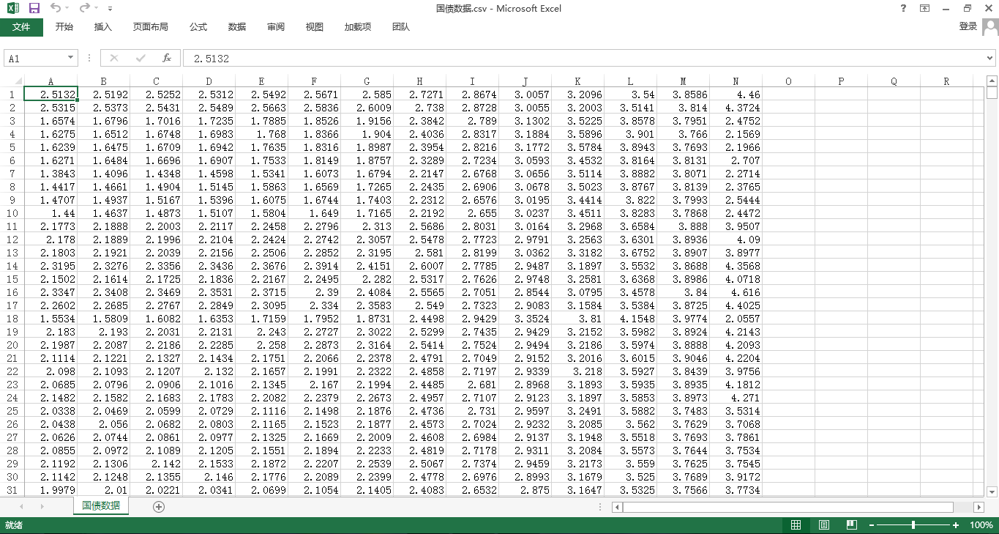 国债数据.csv - Microsoft Excel
?
文件 开始 插入 页面布局 公式 数据 审阅 视图 加载项 团队 登录
A1 fx 2.5132
A B C D E F G H I J K L M N O P Q R
1 2.5132 2.5192 2.5252 2.5312 2.5492 2.5671 2.585 2.7271 2.8674 3.0057 3.2096 3.54 3.8586 4.46
2 2.5315 2.5373 2.5431 2.5489 2.5663 2.5836 2.6009 2.738 2.8728 3.0055 3.2003 3.5141 3.814 4.3724
3 1.6574 1.6796 1.7016 1.7235 1.7885 1.8526 1.9156 2.3842 2.789 3.1302 3.5225 3.8578 3.7951 2.4752
4 1.6275 1.6512 1.6748 1.6983 1.768 1.8366 1.904 2.4036 2.8317 3.1884 3.5896 3.901 3.766 2.1569
5 1.6239 1.6475 1.6709 1.6942 1.7635 1.8316 1.8987 2.3954 2.8216 3.1772 3.5784 3.8943 3.7693 2.1966
6 1.6271 1.6484 1.6696 1.6907 1.7533 1.8149 1.8757 2.3289 2.7234 3.0593 3.4532 3.8164 3.8131 2.707
7 1.3843 1.4096 1.4348 1.4598 1.5341 1.6073 1.6794 2.2147 2.6768 3.0656 3.5114 3.8882 3.8071 2.2714
8 1.4417 1.4661 1.4904 1.5145 1.5863 1.6569 1.7265 2.2435 2.6906 3.0678 3.5023 3.8767 3.8139 2.3765
9 1.4707 1.4937 1.5167 1.5396 1.6075 1.6744 1.7403 2.2312 2.6576 3.0195 3.4414 3.822 3.7993 2.5444
10 1.44 1.4637 1.4873 1.5107 1.5804 1.649 1.7165 2.2192 2.655 3.0237 3.4511 3.8283 3.7868 2.4472
11 2.1773 2.1888 2.2003 2.2117 2.2458 2.2796 2.313 2.5686 2.8031 3.0164 3.2968 3.6584 3.888 3.9507
12 2.178 2.1889 2.1996 2.2104 2.2424 2.2742 2.3057 2.5478 2.7723 2.9791 3.2563 3.6301 3.8936 4.09
13 2.1803 2.1921 2.2039 2.2156 2.2506 2.2852 2.3195 2.581 2.8199 3.0362 3.3182 3.6752 3.8907 3.8977
14 2.3195 2.3276 2.3356 2.3436 2.3676 2.3914 2.4151 2.6007 2.7785 2.9487 3.1897 3.5532 3.8688 4.3568
15 2.1502 2.1614 2.1725 2.1836 2.2167 2.2495 2.282 2.5317 2.7626 2.9748 3.2581 3.6368 3.8986 4.0718
16 2.3347 2.3408 2.3469 2.3531 2.3715 2.39 2.4084 2.5565 2.7051 2.8544 3.0795 3.4578 3.84 4.616
17 2.2602 2.2685 2.2767 2.2849 2.3095 2.334 2.3583 2.549 2.7323 2.9083 3.1584 3.5384 3.8725 4.4025
18 1.5534 1.5809 1.6082 1.6353 1.7159 1.7952 1.8731 2.4498 2.9429 3.3524 3.81 4.1548 3.9774 2.0557
19 2.183 2.193 2.2031 2.2131 2.243 2.2727 2.3022 2.5299 2.7435 2.9429 3.2152 3.5982 3.8924 4.2143
20 2.1987 2.2087 2.2186 2.2285 2.258 2.2873 2.3164 2.5414 2.7524 2.9494 3.2186 3.5974 3.8888 4.2093
21 2.1114 2.1221 2.1327 2.1434 2.1751 2.2066 2.2378 2.4791 2.7049 2.9152 3.2016 3.6015 3.9046 4.2204
22 2.098 2.1093 2.1207 2.132 2.1657 2.1991 2.2322 2.4858 2.7197 2.9339 3.218 3.5927 3.8439 3.9756
23 2.0685 2.0796 2.0906 2.1016 2.1345 2.167 2.1994 2.4485 2.681 2.8968 3.1893 3.5935 3.8935 4.1812
24 2.1482 2.1582 2.1683 2.1783 2.2082 2.2379 2.2673 2.4957 2.7107 2.9123 3.1897 3.5853 3.8973 4.271
25 2.0338 2.0469 2.0599 2.0729 2.1116 2.1498 2.1876 2.4736 2.731 2.9597 3.2491 3.5882 3.7483 3.5314
26 2.0438 2.056 2.0682 2.0803 2.1165 2.1523 2.1877 2.4573 2.7024 2.9232 3.2085 3.562 3.7629 3.7068
27 2.0626 2.0744 2.0861 2.0977 2.1325 2.1669 2.2009 2.4608 2.6984 2.9137 3.1948 3.5518 3.7693 3.7861
28 2.0855 2.0972 2.1089 2.1205 2.1551 2.1894 2.2233 2.4819 2.7178 2.9311 3.2084 3.5573 3.7644 3.7534
29 2.1192 2.1306 2.142 2.1533 2.1872 2.2207 2.2539 2.5067 2.7374 2.9459 3.2173 3.559 3.7625 3.7545
30 2.1142 2.1248 2.1355 2.146 2.1776 2.2089 2.2399 2.4778 2.6976 2.8993 3.1679 3.525 3.7689 3.9172
31 1.9979 2.01 2.0221 2.0341 2.0699 2.1054 2.1405 2.4083 2.6532 2.875 3.1647 3.5325 3.7566 3.7734
国债数据
就绪 100%